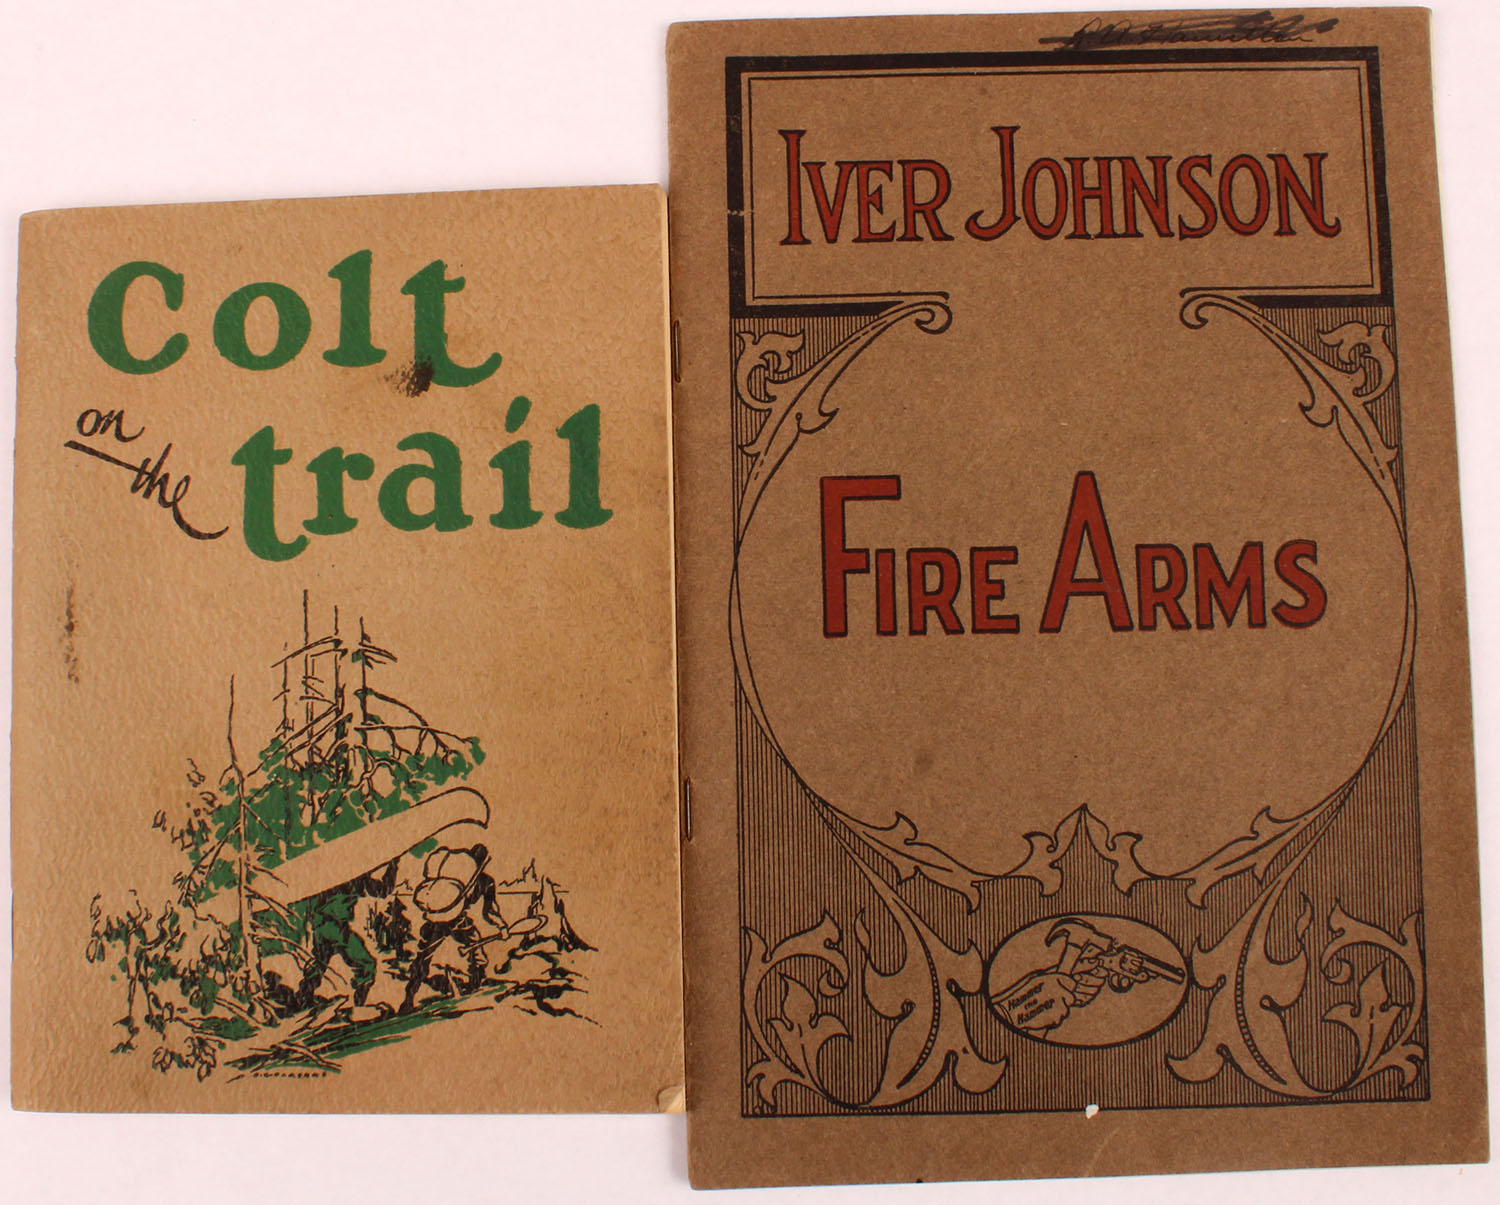 Colt
on the
trail
IVER JOHNSON
FIRE ARMS
Hammer
the
Hammer